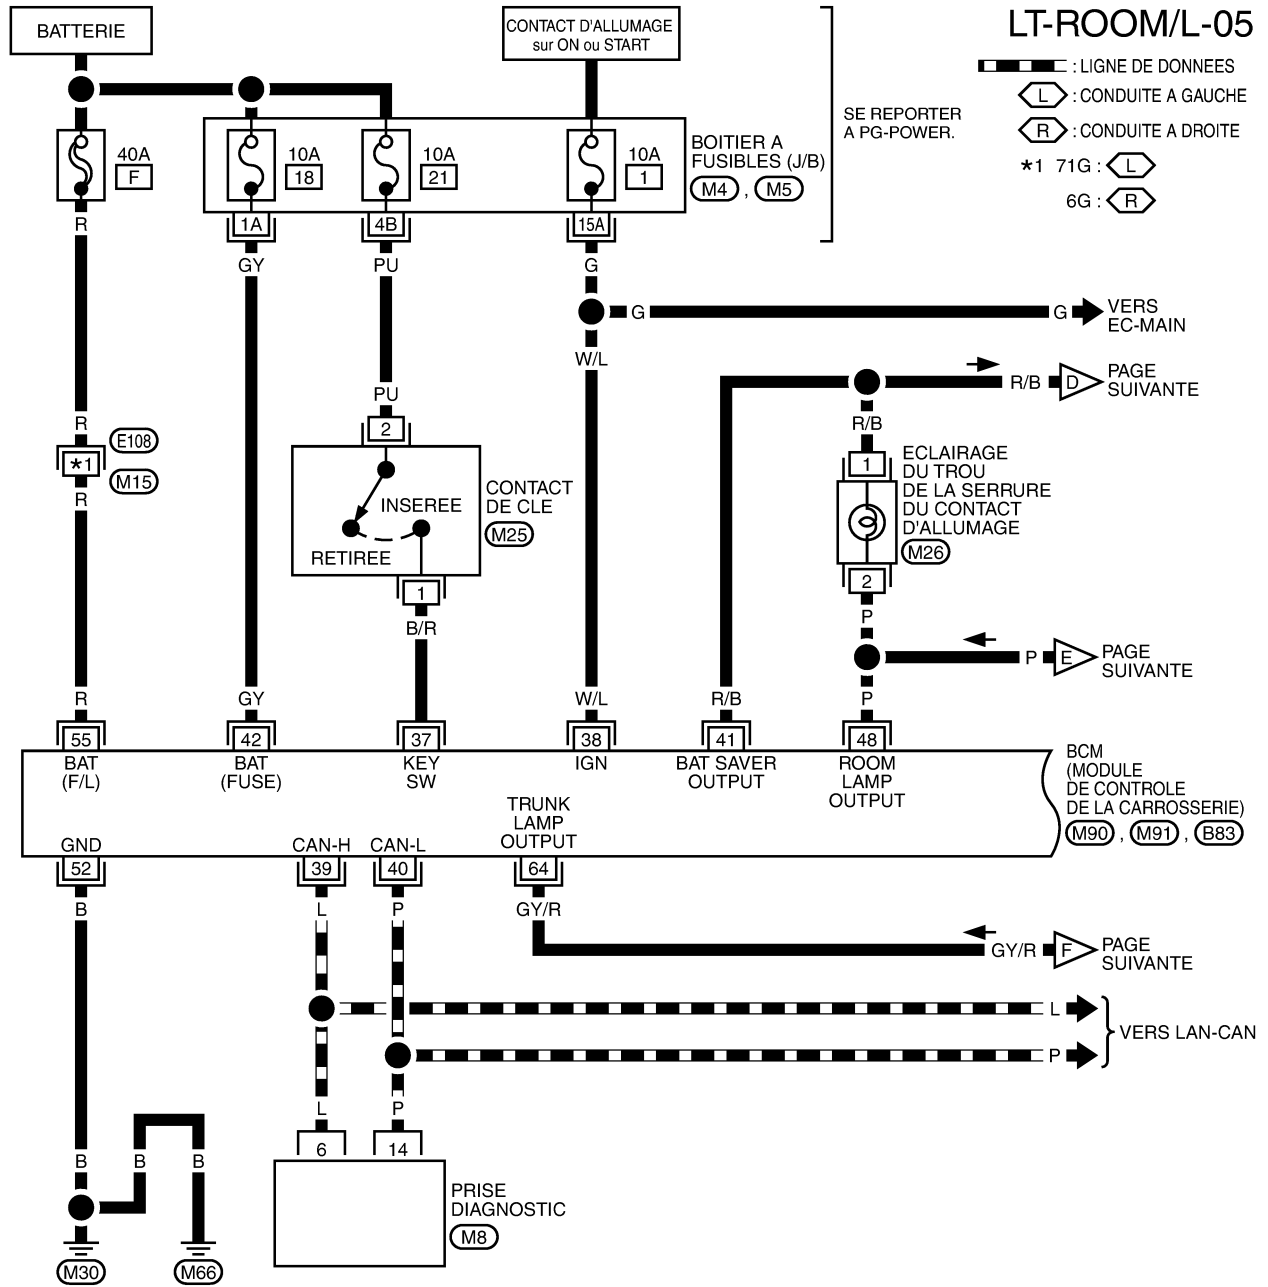 BATTERIE
CONTACT D'ALLUMAGE
sur ON ou START
LT-ROOM/L-05
: LIGNE DE DONNEES
L : CONDUITE A GAUCHE
R : CONDUITE A DROITE
*1 71G : L
6G : R
SE REPORTER
A PG-POWER.
40A
F
10A
18
10A
21
10A
1
BOITIER A
FUSIBLES (J/B)
M4 , M5
1A
4B
15A
R
GY
PU
G
G
G
VERS
EC-MAIN
W/L
R/B
D
PAGE
SUIVANTE
PU
R
R/B
2
E108
*1
M15
R
1
ECLAIRAGE
DU TROU
DE LA SERRURE
DU CONTACT
D'ALLUMAGE
M26
INSEREE
RETIREE
CONTACT
DE CLE
M25
1
2
B/R
P
P
E
PAGE
SUIVANTE
R
GY
W/L
R/B
P
55
42
37
38
41
48
BAT
(F/L)
BAT
(FUSE)
KEY
SW
IGN
BAT SAVER
OUTPUT
ROOM
LAMP
OUTPUT
BCM
(MODULE
DE CONTROLE
DE LA CARROSSERIE)
M90 , M91 , B83
GND
CAN-H
CAN-L
TRUNK
LAMP
OUTPUT
52
39
40
64
B
L
P
GY/R
GY/R
F
PAGE
SUIVANTE
L
P
VERS LAN-CAN
L
P
B
B
B
6
14
PRISE
DIAGNOSTIC
M8
M30
M66